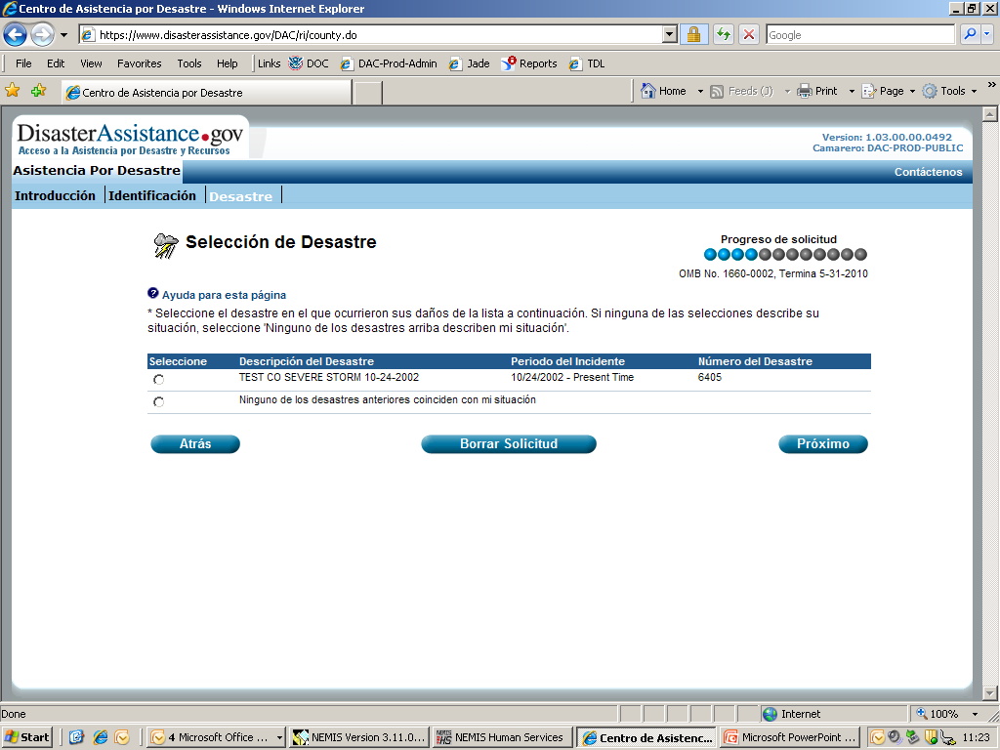 Centro de Asistencia por Desastre - Windows Internet Explorer
https://www.disasterassistance.gov/DAC/ri/county.do
Google
File Edit View Favorites Tools Help Links DOC DAC-Prod-Admin Jade Reports TDL
Centro de Asistencia por Desastre
Home Feeds (J) Print Page Tools
DisasterAssistance.gov
Acceso a la Asistencia por Desastre y Recursos
Version: 1.03.00.00.0492
Camarero: DAC-PROD-PUBLIC
Asistencia Por Desastre
Contáctenos
Introducción Identificación Desastre
Selección de Desastre
Progreso de solicitud
OMB No. 1660-0002, Termina 5-31-2010
Ayuda para esta página
* Seleccione el desastre en el que ocurrieron sus daños de la lista a continuación. Si ninguna de las selecciones describe su
situación, seleccione 'Ninguno de los desastres arriba describen mi situación'.
Seleccione Descripción del Desastre Periodo del Incidente Número del Desastre
TEST CO SEVERE STORM 10-24-2002 10/24/2002 - Present Time 6405
Ninguno de los desastres anteriores coinciden con mi situación
Atrás Borrar Solicitud Próximo
Done Internet 100%
Start 4 Microsoft Office ... NEMIS Version 3.11.0... NEMIS Human Services Centro de Asistenc... Microsoft PowerPoint ... 11:23